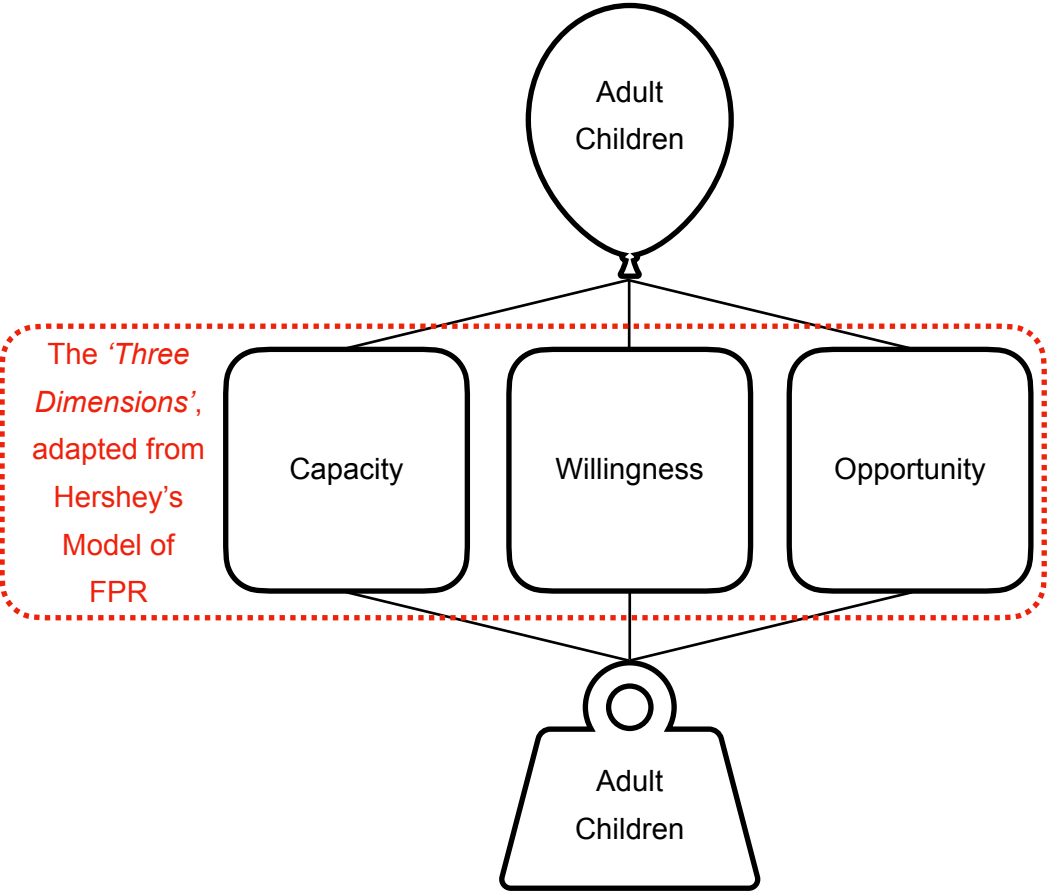 Adult
Children
The ‘Three
Dimensions’,
adapted from
Hershey’s
Model of
FPR
Capacity
Willingness
Opportunity
Adult
Children